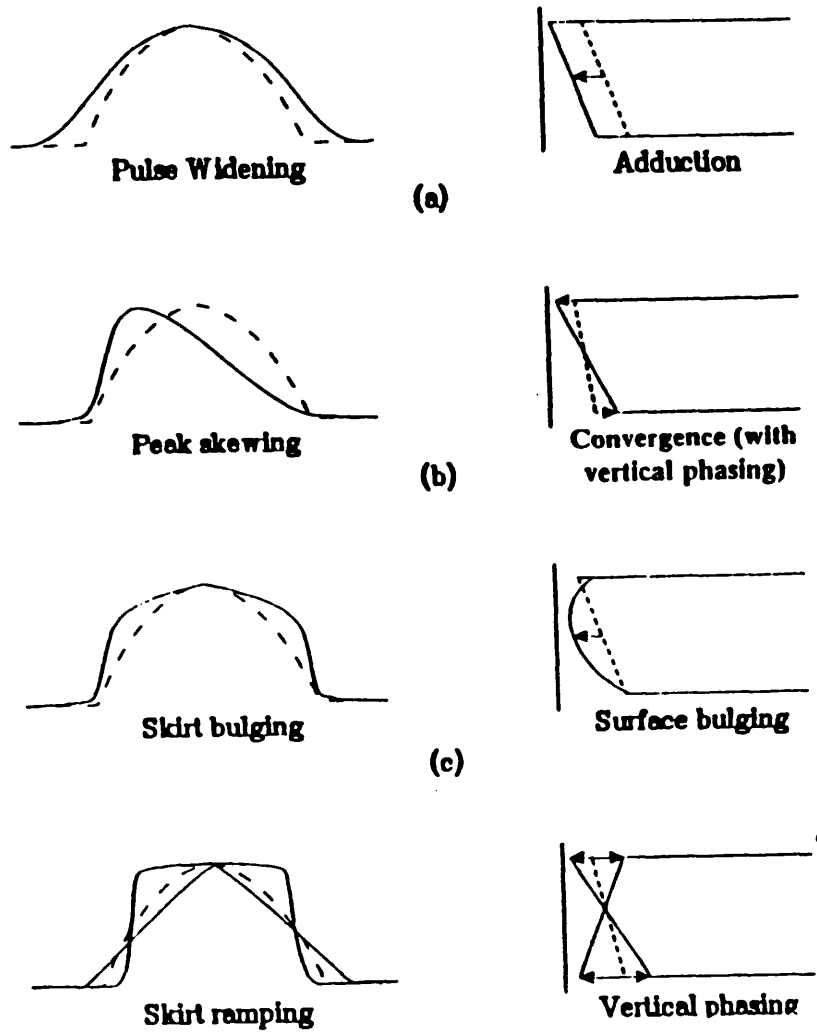 Pulse Widening
Adduction
(a)
Peak skewing
Convergence (with
vertical phasing)
(b)
Skirt bulging
Surface bulging
(c)
Skirt ramping
Vertical phasing